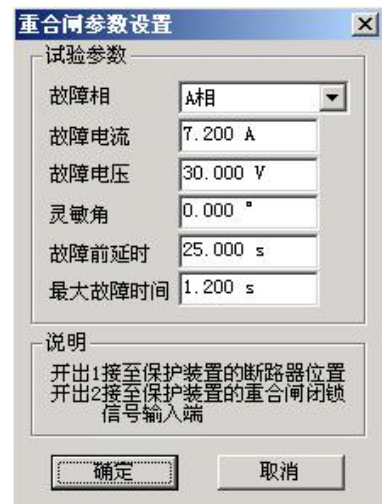 重合闸参数设置
试验参数
故障相 A相
故障电流 7.200 A
故障电压 30.000 V
灵敏角 0.000 °
故障前延时 25.000 s
最大故障时间 1.200 s
说明
开出1接至保护装置的断路器位置
开出2接至保护装置的重合闸闭锁
信号输入端
确定 取消